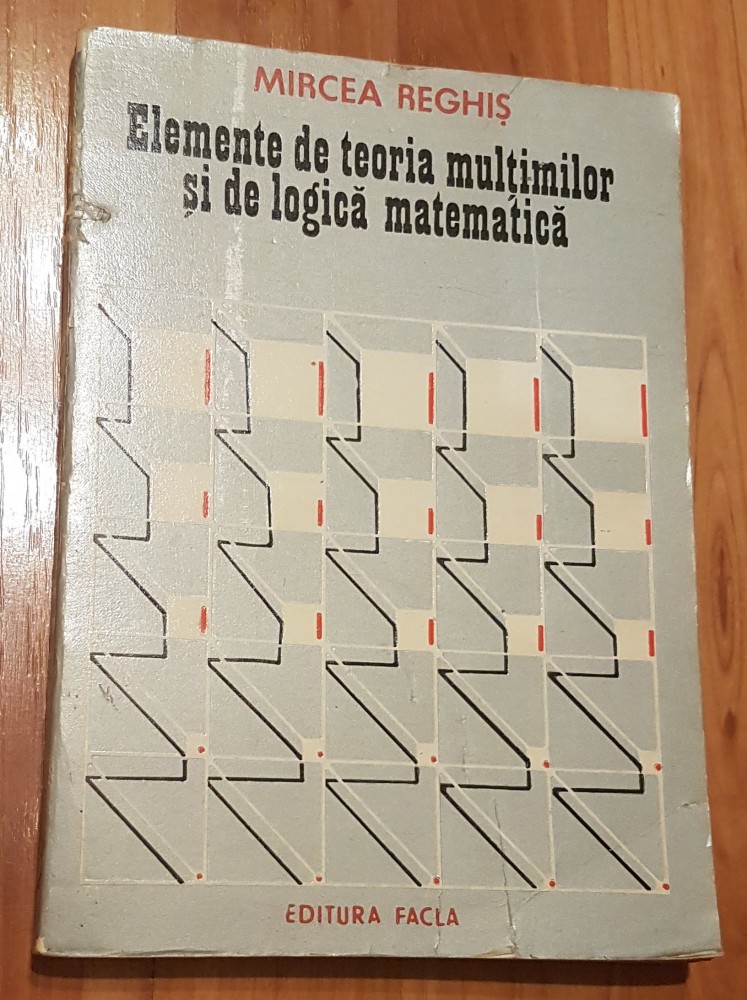 MIRCEA REGHIȘ
Elemente de teoria mulțimilor
și de logică matematică
EDITURA FACLA